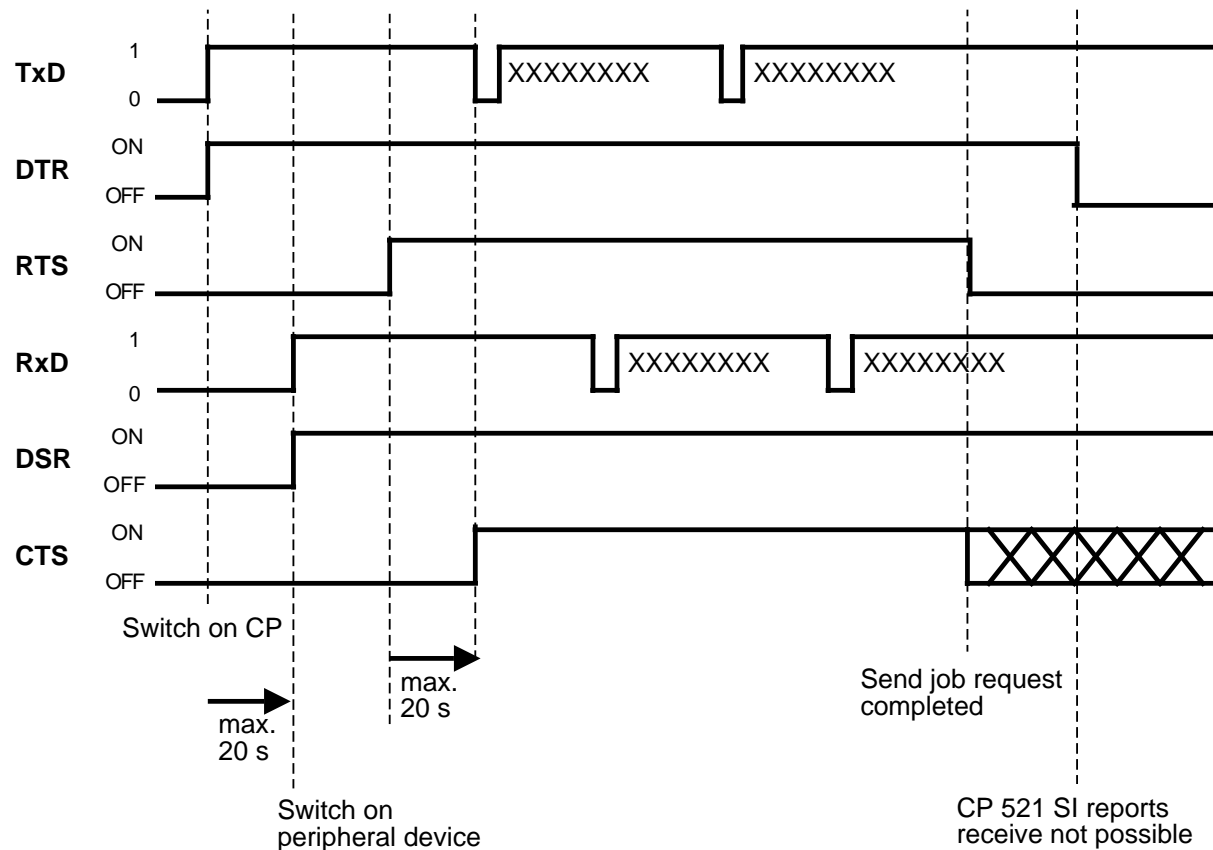 1
TxD
XXXXXXXX XXXXXXXX
0
ON
DTR
OFF
ON
RTS
OFF
1
RxD
XXXXXXXX XXXXXXXX
0
ON
DSR
OFF
ON
CTS
OFF
Switch on CP
max.
20 s
max.
20 s
Send job request
completed
Switch on
peripheral device
CP 521 SI reports
receive not possible